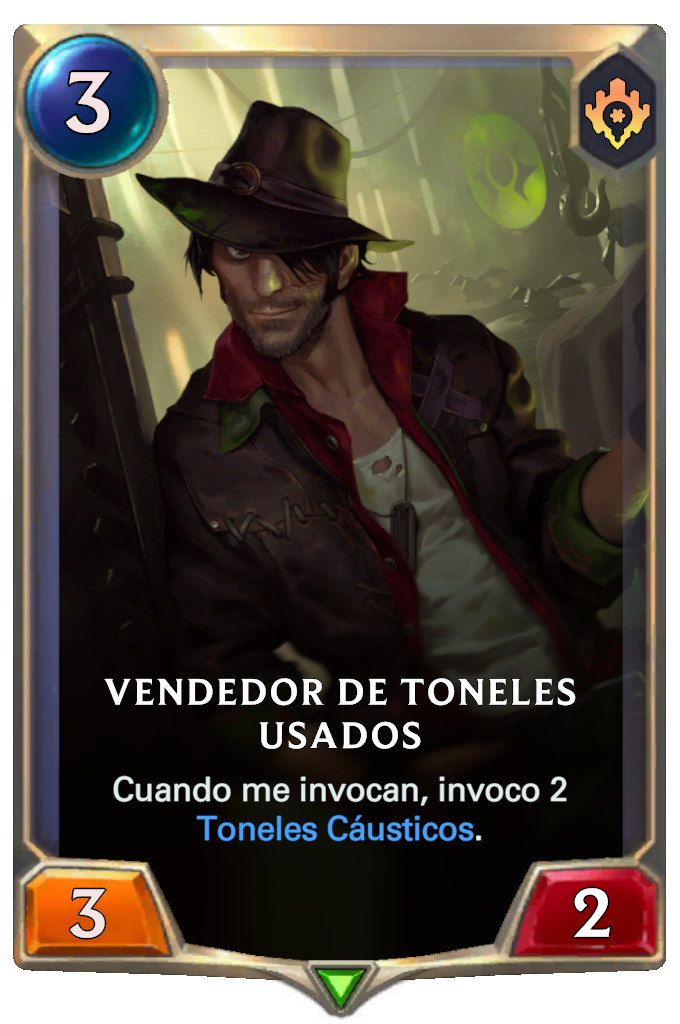 3
VENDEDOR DE TONELES
USADOS
Cuando me invocan, invoco 2
Toneles Cáusticos.
3
2